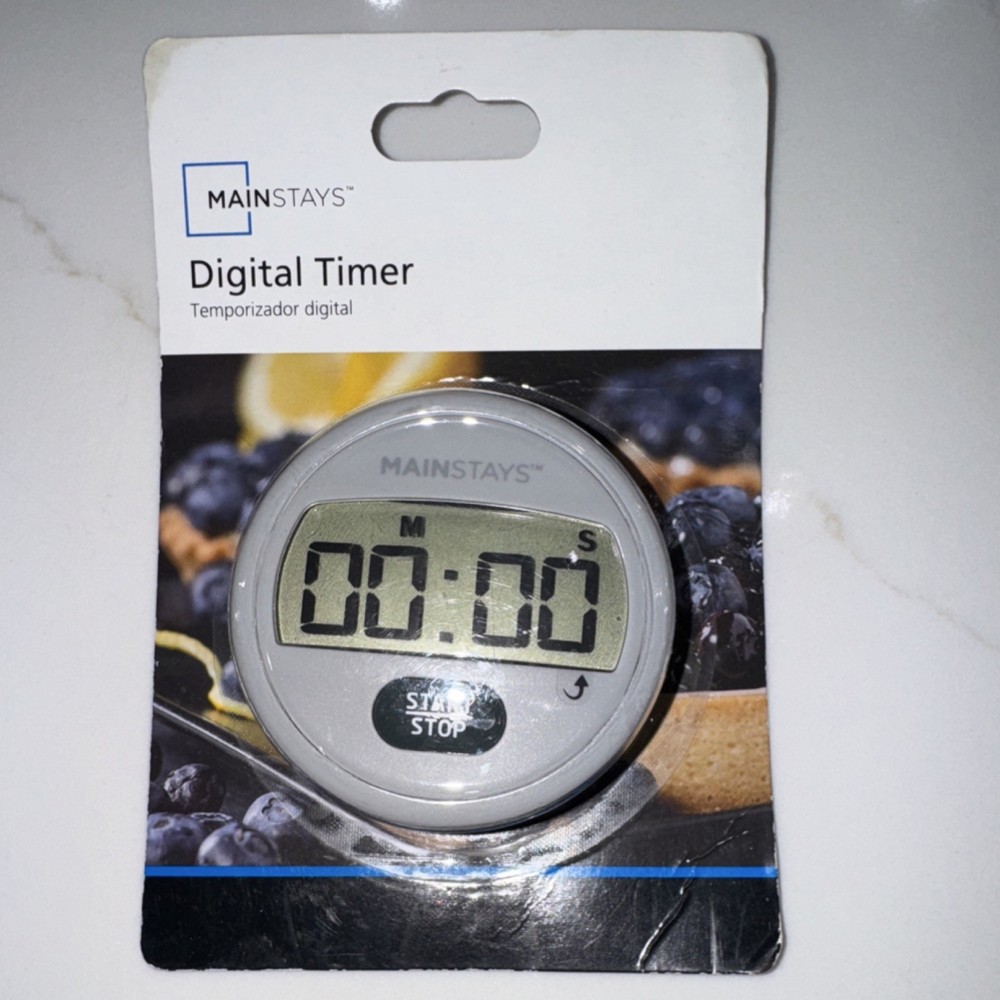 MAINSTAYS™
Digital Timer
Temporizador digital
MAINSTAYS™
M S
00:00
START
STOP